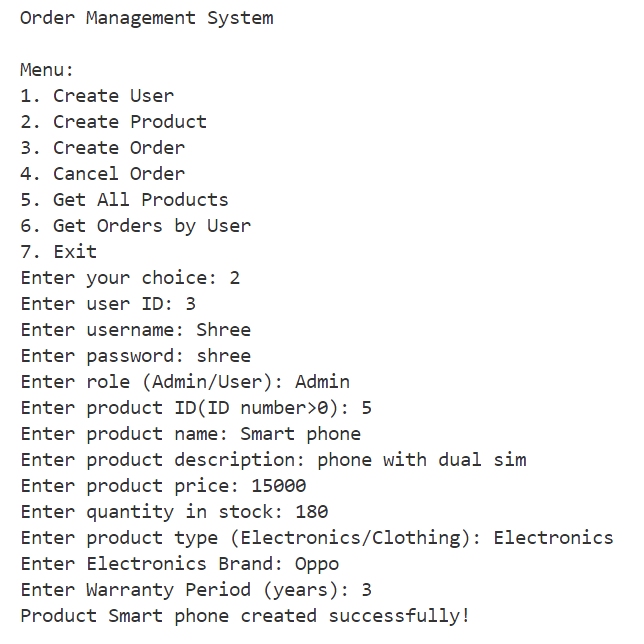 Order Management System
Menu:
1. Create User
2. Create Product
3. Create Order
4. Cancel Order
5. Get All Products
6. Get Orders by User
7. Exit
Enter your choice: 2
Enter user ID: 3
Enter username: Shree
Enter password: shree
Enter role (Admin/User): Admin
Enter product ID(ID number>0): 5
Enter product name: Smart phone
Enter product description: phone with dual sim
Enter product price: 15000
Enter quantity in stock: 180
Enter product type (Electronics/Clothing): Electronics
Enter Electronics Brand: Oppo
Enter Warranty Period (years): 3
Product Smart phone created successfully!